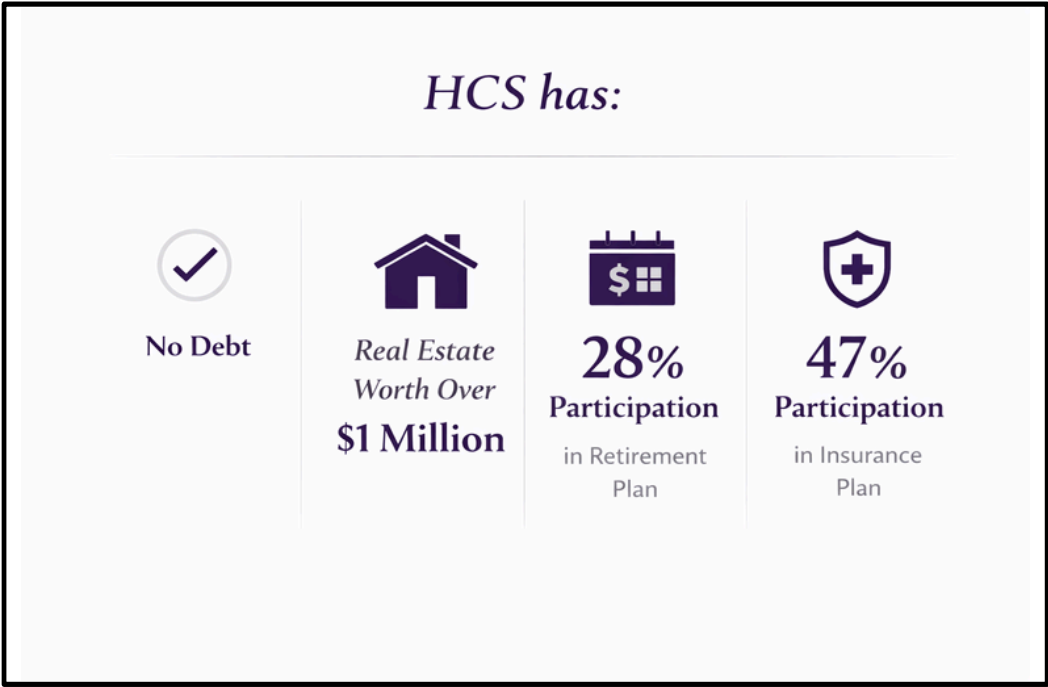 HCS has:
No Debt
Real Estate
Worth Over
$1 Million
$
28%
Participation
in Retirement
Plan
47%
Participation
in Insurance
Plan